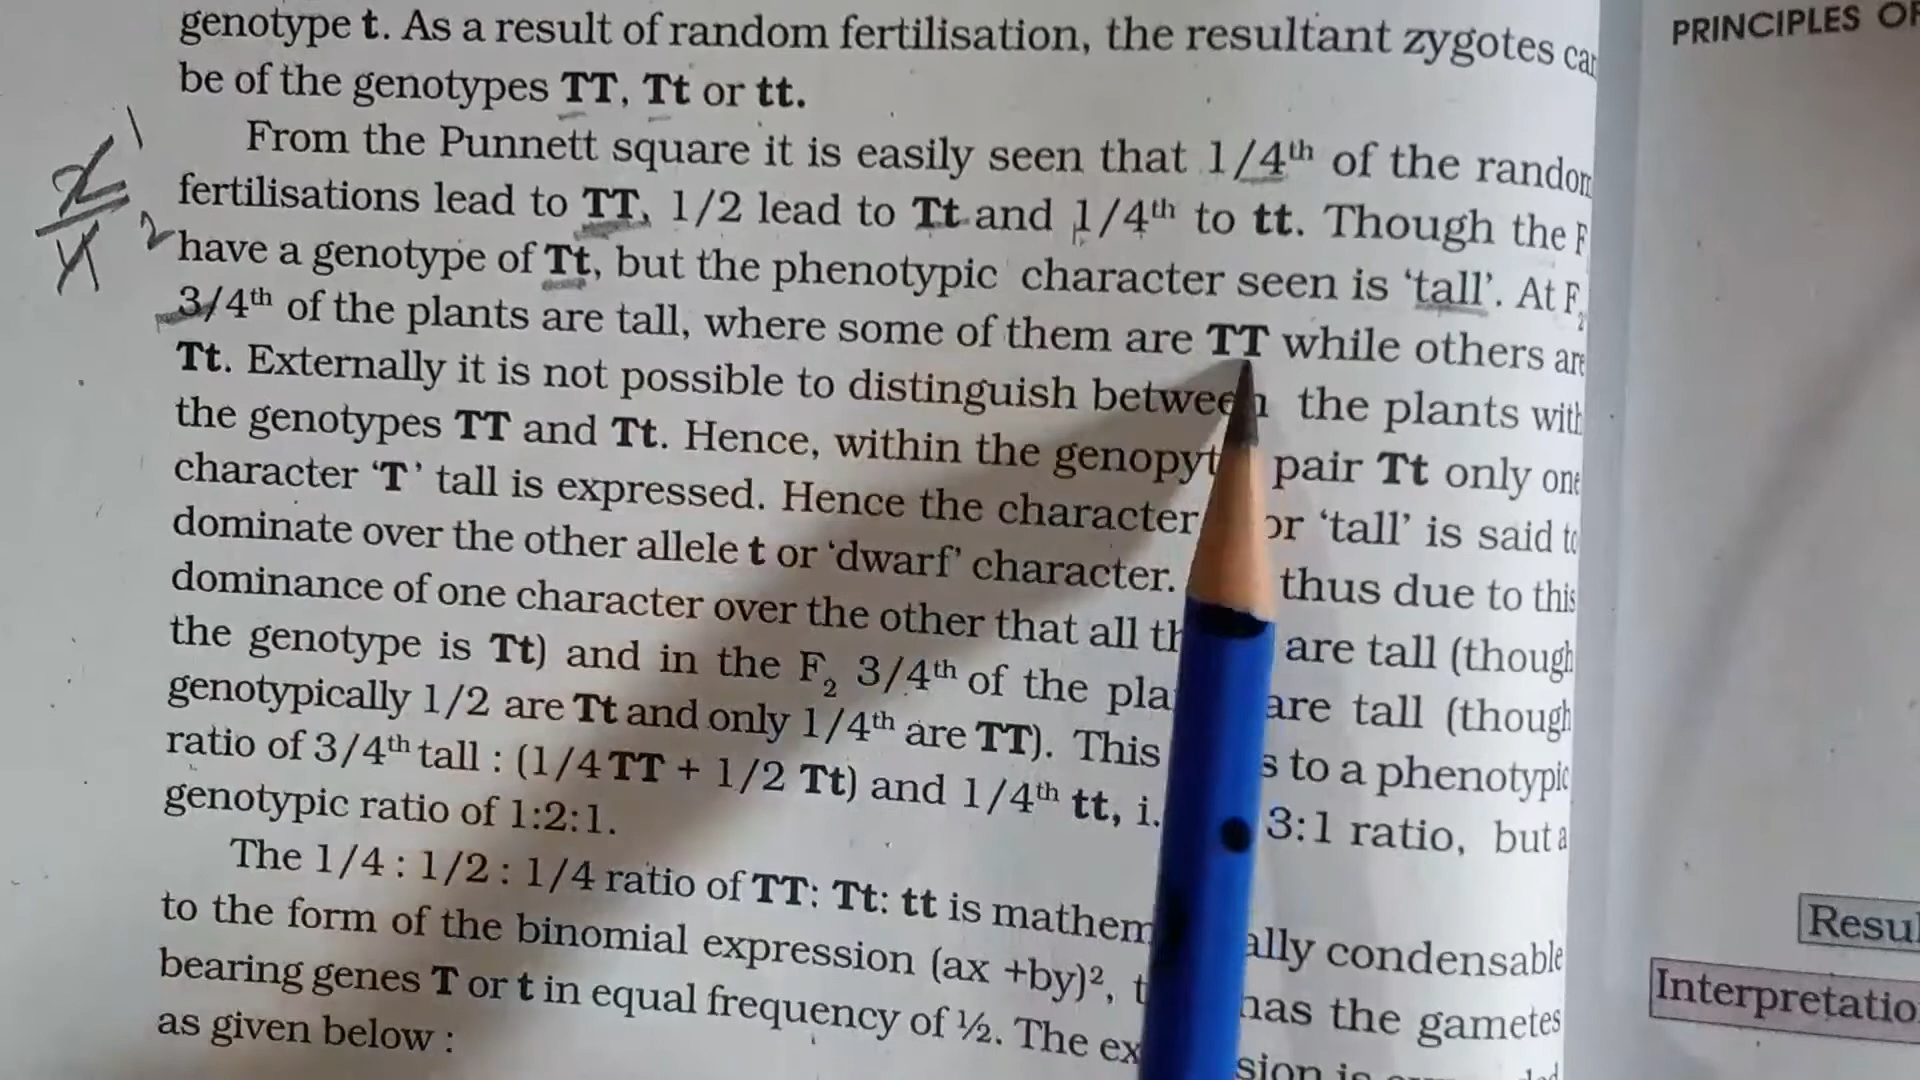 genotype t. As a result of random fertilisation, the resultant zygotes can
be of the genotypes TT, Tt or tt.
From the Punnett square it is easily seen that 1/4th of the random
fertilisations lead to TT, 1/2 lead to Tt and 1/4th to tt. Though the F
have a genotype of Tt, but the phenotypic character seen is ‘tall’. At F2
3/4th of the plants are tall, where some of them are TT while others are
Tt. Externally it is not possible to distinguish between the plants with
the genotypes TT and Tt. Hence, within the genopyt pair Tt only one
character ‘T’ tall is expressed. Hence the character or ‘tall’ is said to
dominate over the other allele t or ‘dwarf’ character. thus due to this
dominance of one character over the other that all th are tall (though
the genotype is Tt) and in the F2 3/4th of the pla are tall (though
genotypically 1/2 are Tt and only 1/4th are TT). This s to a phenotypic
ratio of 3/4th tall : (1/4 TT + 1/2 Tt) and 1/4th tt, i. 3:1 ratio, but a
genotypic ratio of 1:2:1.
The 1/4 : 1/2 : 1/4 ratio of TT: Tt: tt is mathem ally condensable
to the form of the binomial expression (ax +by)², t has the gametes
bearing genes T or t in equal frequency of ½. The ex sion is
as given below :
PRINCIPLES OF
Resul
Interpretatio
1
2